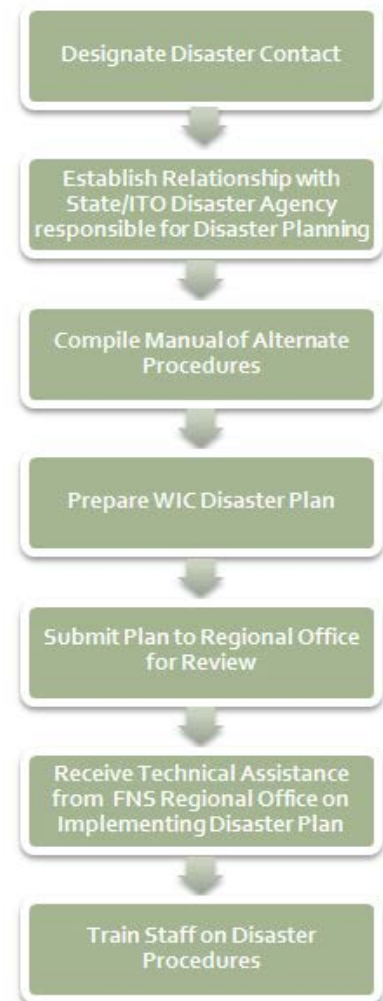 Designate Disaster Contact
Establish Relationship with
State/ITO Disaster Agency
responsible for Disaster Planning
Compile Manual of Alternate
Procedures
Prepare WIC Disaster Plan
Submit Plan to Regional Office
for Review
Receive Technical Assistance
from FNS Regional Office on
Implementing Disaster Plan
Train Staff on Disaster
Procedures